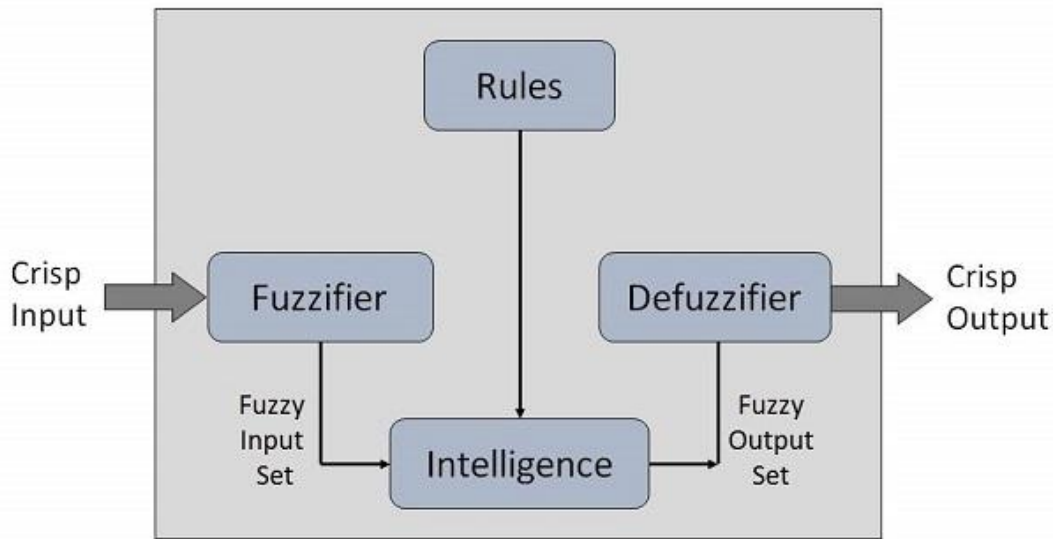 Rules
Crisp
Input
Fuzzifier
Defuzzifier
Crisp
Output
Fuzzy
Input
Set
Intelligence
Fuzzy
Output
Set